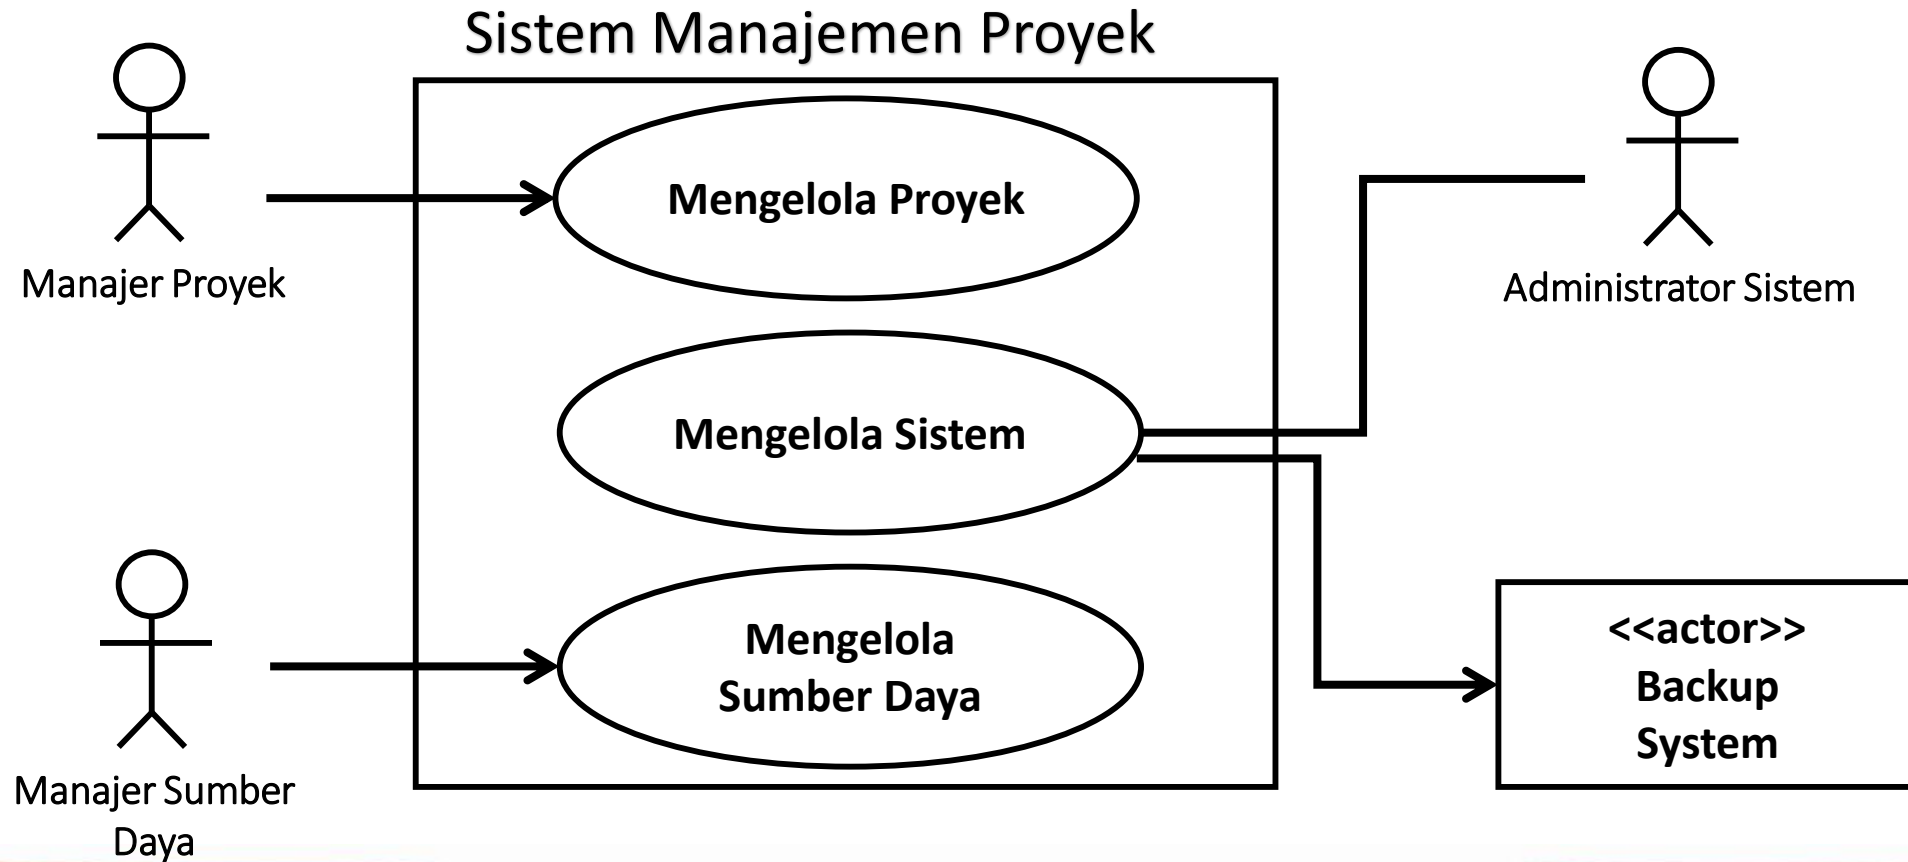 Sistem Manajemen Proyek
Mengelola Proyek
Manajer Proyek
Administrator Sistem
Mengelola Sistem
Mengelola
Sumber Daya
<<actor>>
Backup
System
Manajer Sumber
Daya